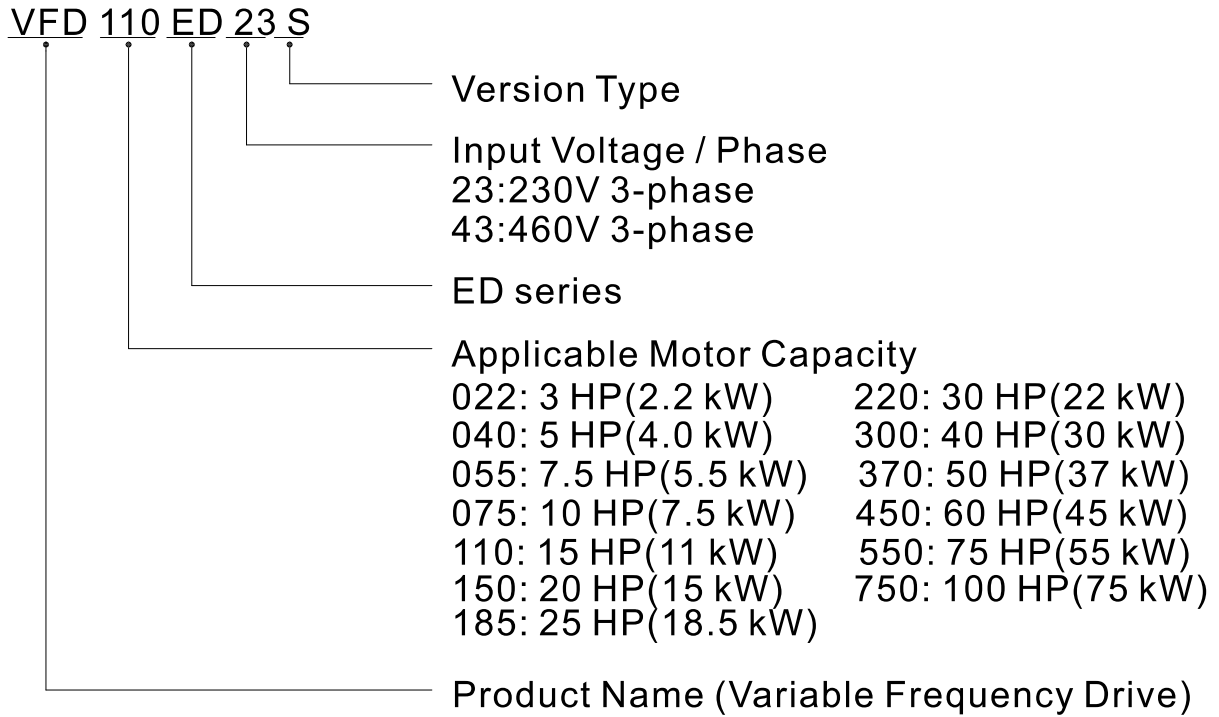 VFD 110 ED 23 S
Version Type
Input Voltage / Phase
23:230V 3-phase
43:460V 3-phase
ED series
Applicable Motor Capacity
022: 3 HP(2.2 kW) 220: 30 HP(22 kW)
040: 5 HP(4.0 kW) 300: 40 HP(30 kW)
055: 7.5 HP(5.5 kW) 370: 50 HP(37 kW)
075: 10 HP(7.5 kW) 450: 60 HP(45 kW)
110: 15 HP(11 kW) 550: 75 HP(55 kW)
150: 20 HP(15 kW) 750: 100 HP(75 kW)
185: 25 HP(18.5 kW)
Product Name (Variable Frequency Drive)